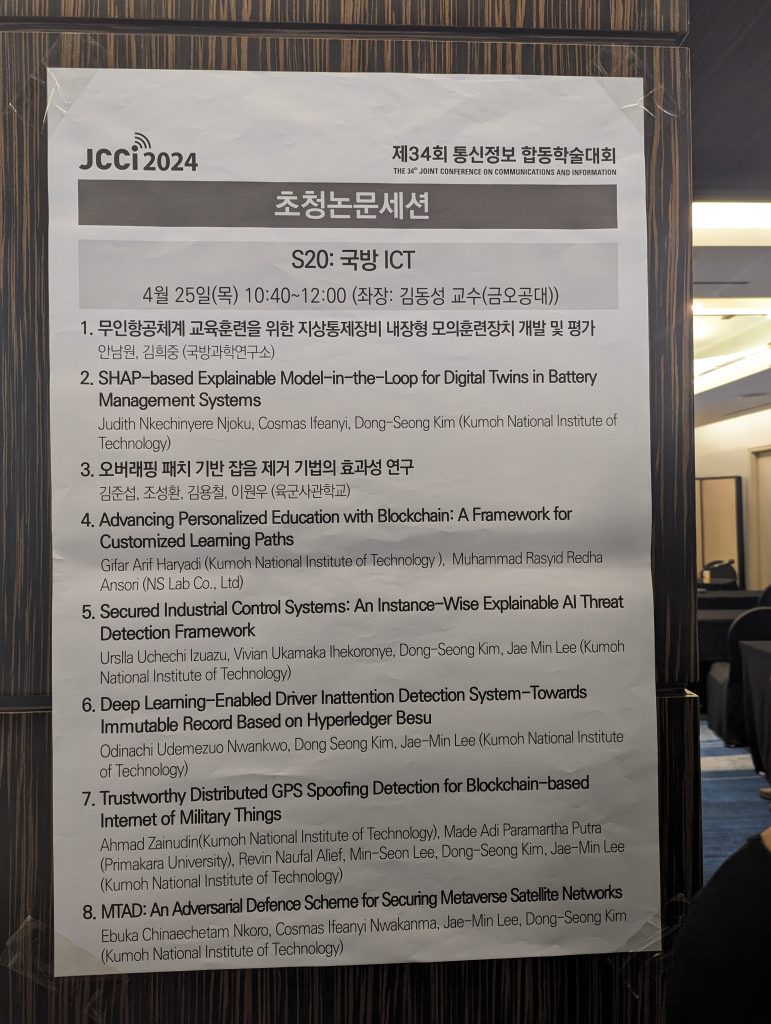 JCCi 2024
제34회 통신정보 합동학술대회
THE 34th JOINT CONFERENCE ON COMMUNICATIONS AND INFORMATION
초청논문세션
S20: 국방 ICT
4월 25일(목) 10:40~12:00 (좌장: 김동성 교수(금오공대))
1. 무인항공체계 교육훈련을 위한 지상통제장비 내장형 모의훈련장치 개발 및 평가
안남원, 김희중 (국방과학연구소)
2. SHAP-based Explainable Model-in-the-Loop for Digital Twins in Battery
Management Systems
Judith Nkechinyere Njoku, Cosmas Ifeanyi, Dong-Seong Kim (Kumoh National Institute of
Technology)
3. 오버래핑 패치 기반 잡음 제거 기법의 효과성 연구
김준섭, 조성환, 김용철, 이원우 (육군사관학교)
4. Advancing Personalized Education with Blockchain: A Framework for
Customized Learning Paths
Gifar Arif Haryadi (Kumoh National Institute of Technology ), Muhammad Rasyid Redha
Ansori (NS Lab Co., Ltd)
5. Secured Industrial Control Systems: An Instance-Wise Explainable AI Threat
Detection Framework
Urslla Uchechi Izuazu, Vivian Ukamaka Ihekoronye, Dong-Seong Kim, Jae Min Lee (Kumoh
National Institute of Technology)
6. Deep Learning-Enabled Driver Inattention Detection System-Towards
Immutable Record Based on Hyperledger Besu
Odinachi Udemezuo Nwankwo, Dong Seong Kim, Jae-Min Lee (Kumoh National Institute
of Technology)
7. Trustworthy Distributed GPS Spoofing Detection for Blockchain-based
Internet of Military Things
Ahmad Zainudin(Kumoh National Institute of Technology), Made Adi Paramartha Putra
(Primakara University), Revin Naufal Alief, Min-Seon Lee, Dong-Seong Kim, Jae-Min Lee
(Kumoh National Institute of Technology)
8. MTAD: An Adversarial Defence Scheme for Securing Metaverse Satellite Networks
Ebuka Chinaechetam Nkoro, Cosmas Ifeanyi Nwakanma, Jae-Min Lee, Dong-Seong Kim
(Kumoh National Institute of Technology)